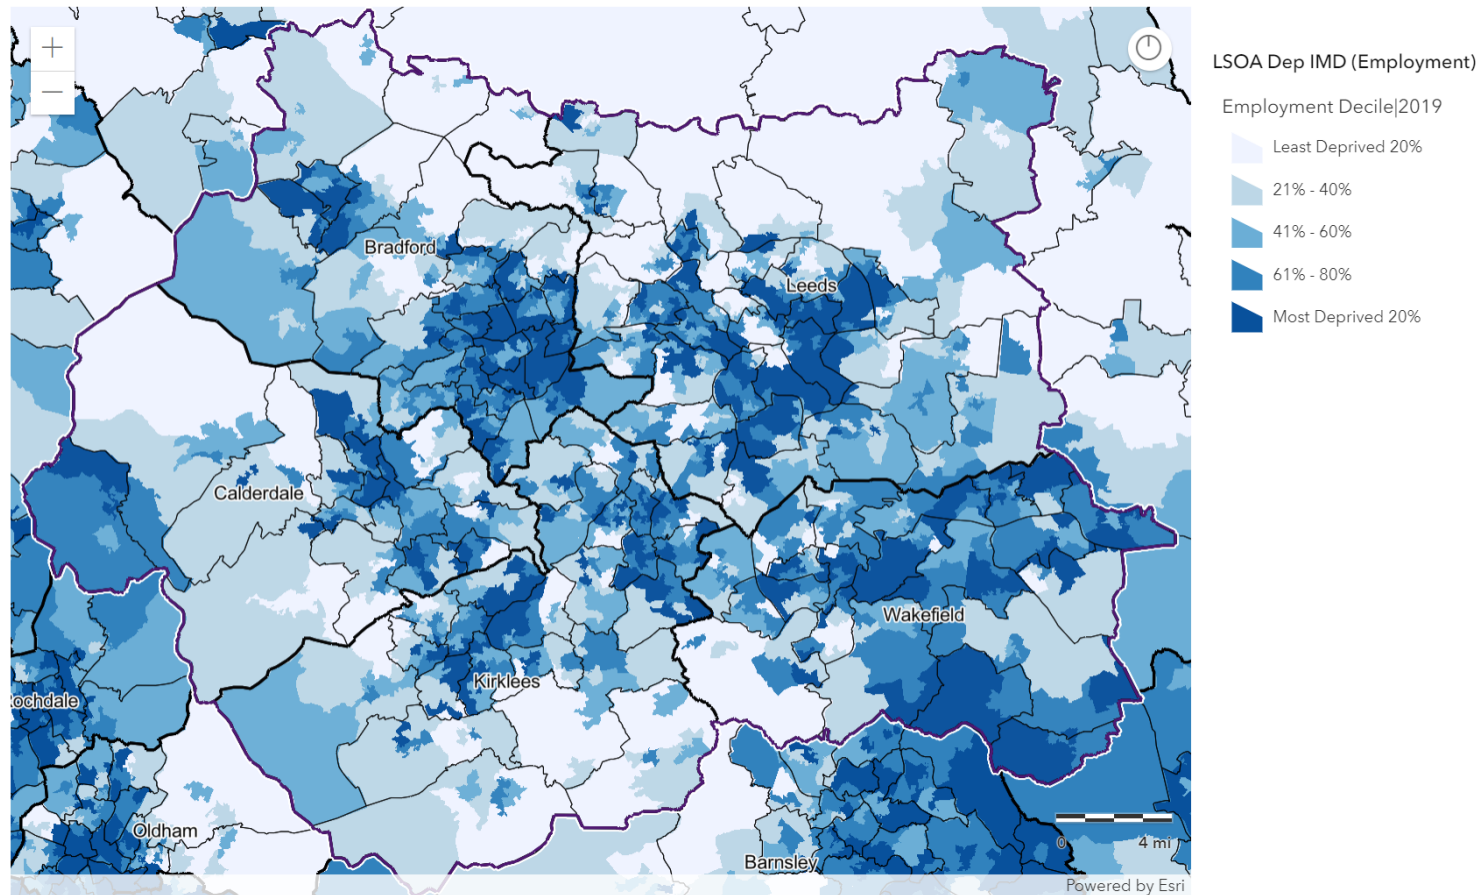 +
−
LSOA Dep IMD (Employment)
Employment Decile|2019
Least Deprived 20%
21% - 40%
41% - 60%
61% - 80%
Most Deprived 20%
Bradford
Leeds
Calderdale
Wakefield
Kirklees
ochdale
Oldham
Barnsley
0 4 mi
Powered by Esri